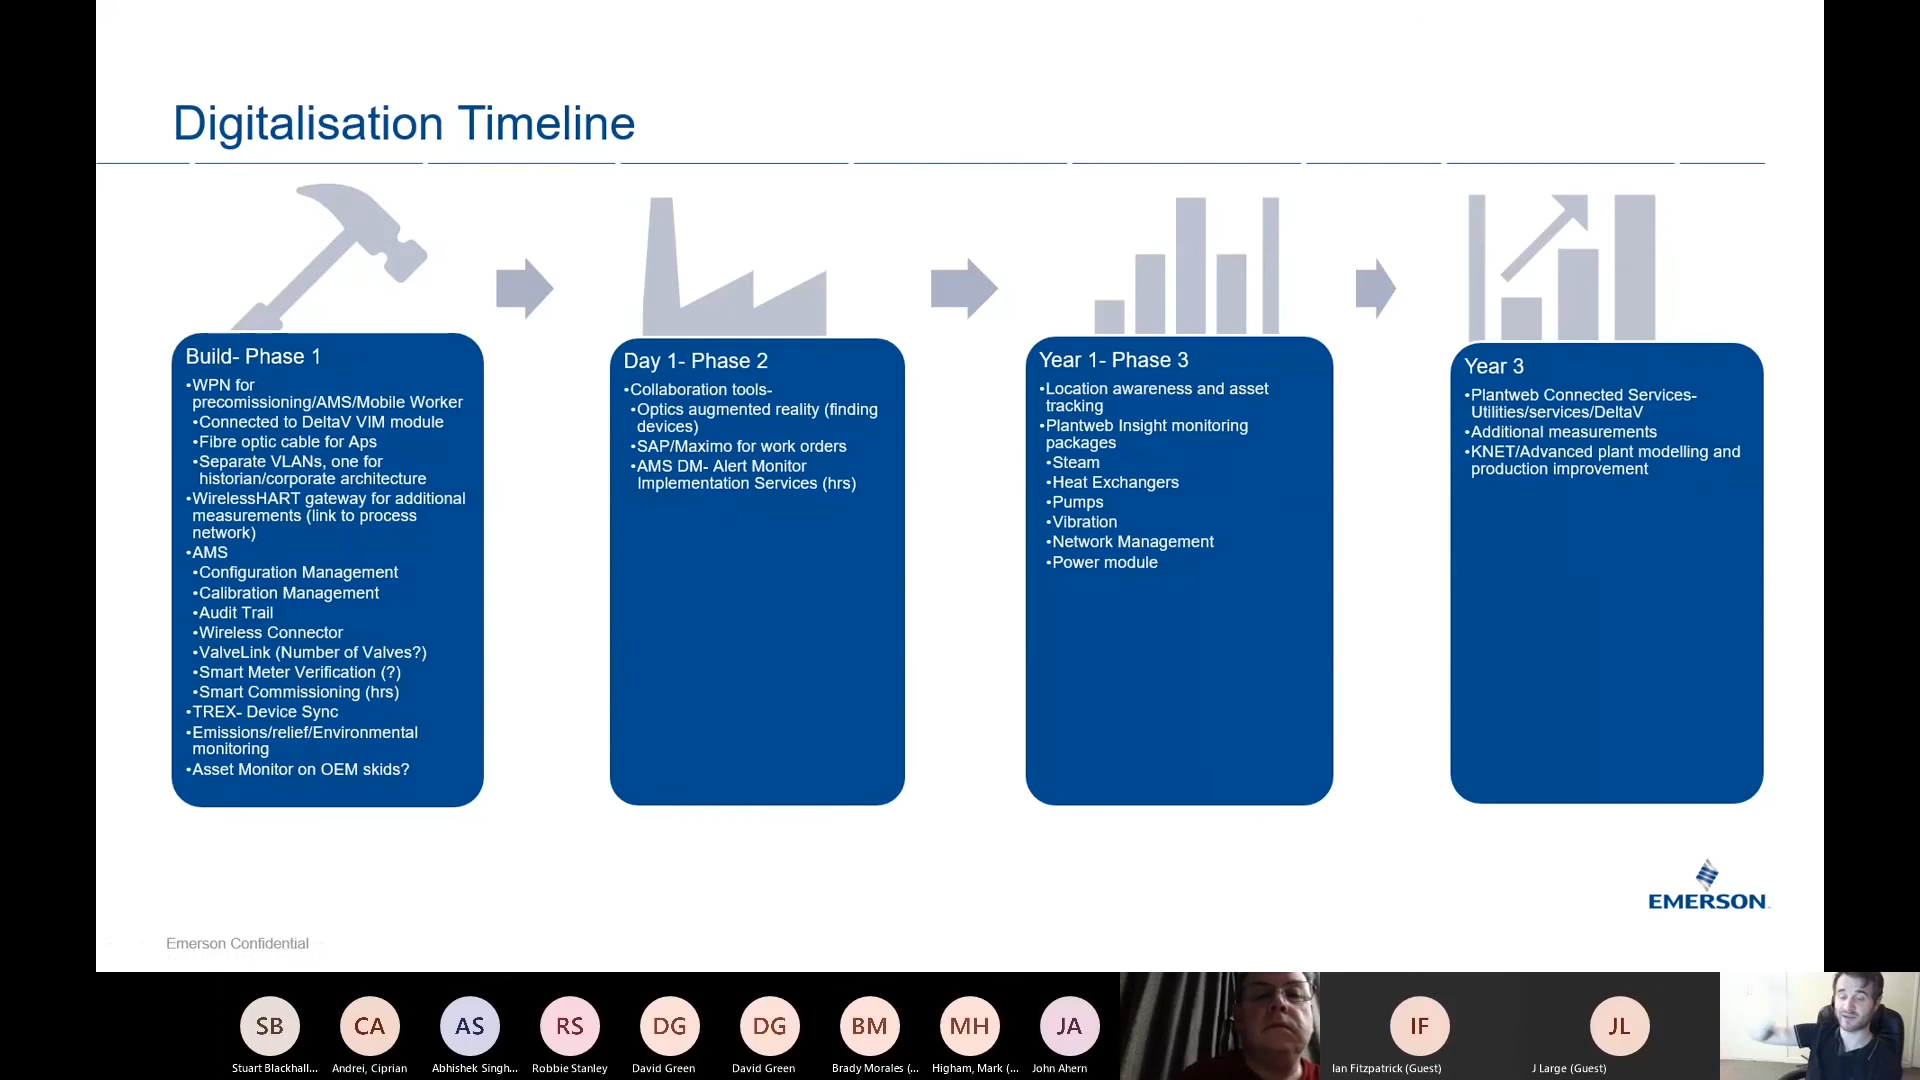 Digitalisation Timeline
Build- Phase 1
•WPN for
precomissioning/AMS/Mobile Worker
•Connected to DeltaV VIM module
•Fibre optic cable for Aps
•Separate VLANs, one for
historian/corporate architecture
•WirelessHART gateway for additional
measurements (link to process
network)
•AMS
•Configuration Management
•Calibration Management
•Audit Trail
•Wireless Connector
•ValveLink (Number of Valves?)
•Smart Meter Verification (?)
•Smart Commissioning (hrs)
•TREX- Device Sync
•Emissions/relief/Environmental
monitoring
•Asset Monitor on OEM skids?
Day 1- Phase 2
•Collaboration tools-
•Optics augmented reality (finding
devices)
•SAP/Maximo for work orders
•AMS DM- Alert Monitor
Implementation Services (hrs)
Year 1- Phase 3
•Location awareness and asset
tracking
•Plantweb Insight monitoring
packages
•Steam
•Heat Exchangers
•Pumps
•Vibration
•Network Management
•Power module
Year 3
•Plantweb Connected Services-
Utilities/services/DeltaV
•Additional measurements
•KNET/Advanced plant modelling and
production improvement
EMERSON
Emerson Confidential
SB
CA
AS
RS
DG
DG
BM
MH
JA
IF
JL
Stuart Blackhall...
Andrei, Ciprian
Abhishek Singh...
Robbie Stanley
David Green
David Green
Brady Morales (...
Higham, Mark (...
John Ahern
Ian Fitzpatrick (Guest)
J Large (Guest)